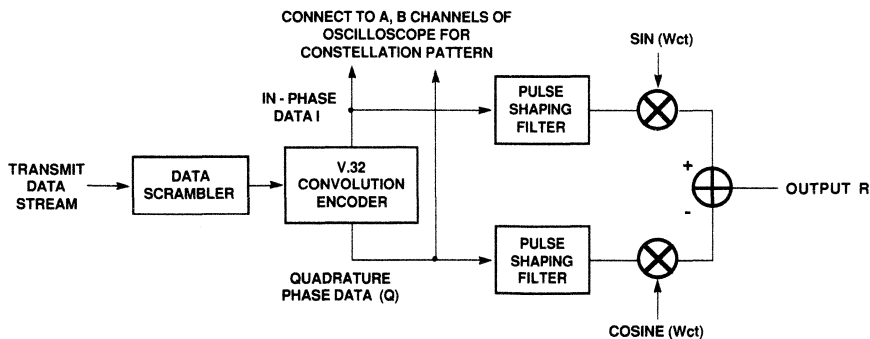 CONNECT TO A, B CHANNELS OF
OSCILLOSCOPE FOR
CONSTELLATION PATTERN
SIN (Wct)
IN - PHASE
DATA I
PULSE
SHAPING
FILTER
TRANSMIT
DATA
STREAM
DATA
SCRAMBLER
V.32
CONVOLUTION
ENCODER
+
-
OUTPUT R
QUADRATURE
PHASE DATA (Q)
PULSE
SHAPING
FILTER
COSINE (Wct)